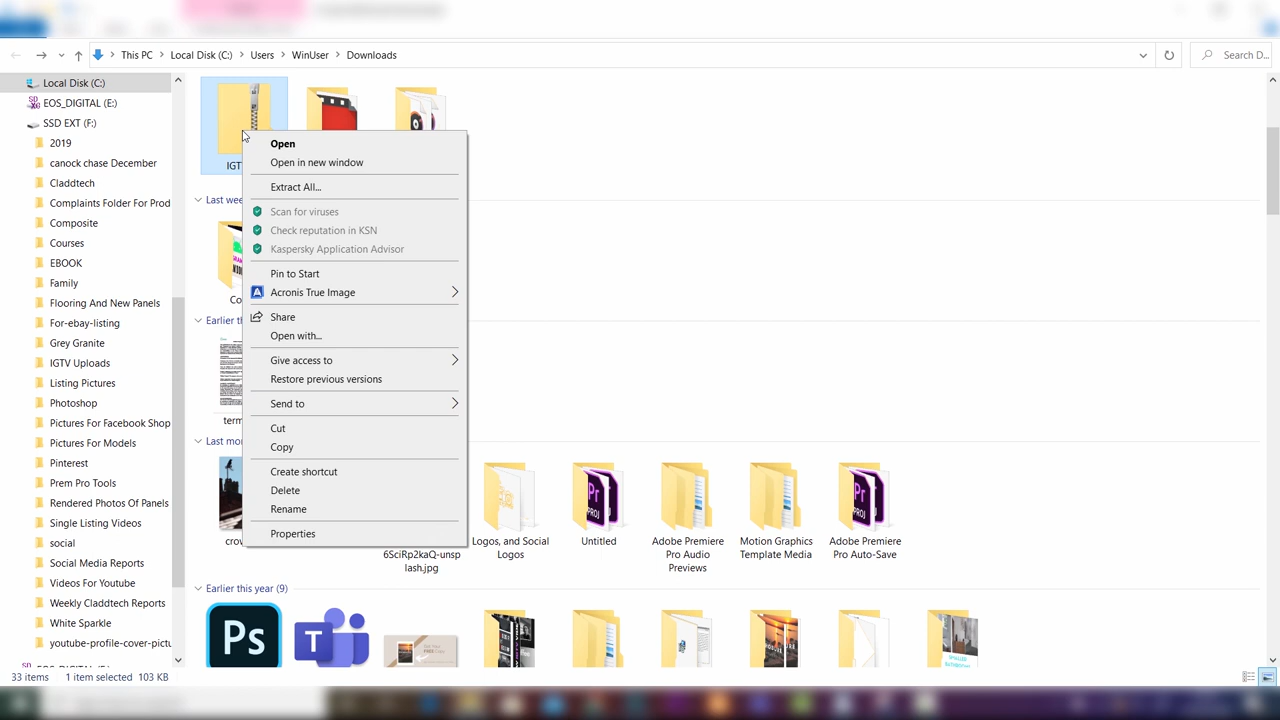 This PC
Local Disk (C:)
Users
WinUser
Downloads
Search D...
Local Disk (C:)
EOS_DIGITAL (E:)
SSD EXT (F:)
2019
canock chase December
Claddtech
Complaints Folder For Prod
Composite
Courses
EBOOK
Family
Flooring And New Panels
For-ebay-listing
Grey Granite
IGTV Uploads
Listing Pictures
Photoshop
Pictures For Facebook Shop
Pictures For Models
Pinterest
Prem Pro Tools
Rendered Photos Of Panels
Single Listing Videos
social
Social Media Reports
Videos For Youtube
Weekly Claddtech Reports
White Sparkle
youtube-profile-cover-pictu
33 items
1 item selected 103 KB
IGT
Open
Open in new window
Extract All...
Scan for viruses
Check reputation in KSN
Kaspersky Application Advisor
Pin to Start
Acronis True Image
Share
Open with...
Give access to
Restore previous versions
Send to
Cut
Copy
Create shortcut
Delete
Rename
Properties
Last wee
Co
Earlier th
term
Last mor
crow
6SciRp2kaQ-unsp
lash.jpg
Logos, and Social
Logos
Pr
PROJ
Untitled
Adobe Premiere
Pro Audio
Previews
Motion Graphics
Template Media
Pr
PROJ
Adobe Premiere
Pro Auto-Save
Earlier this year (9)
Ps
T